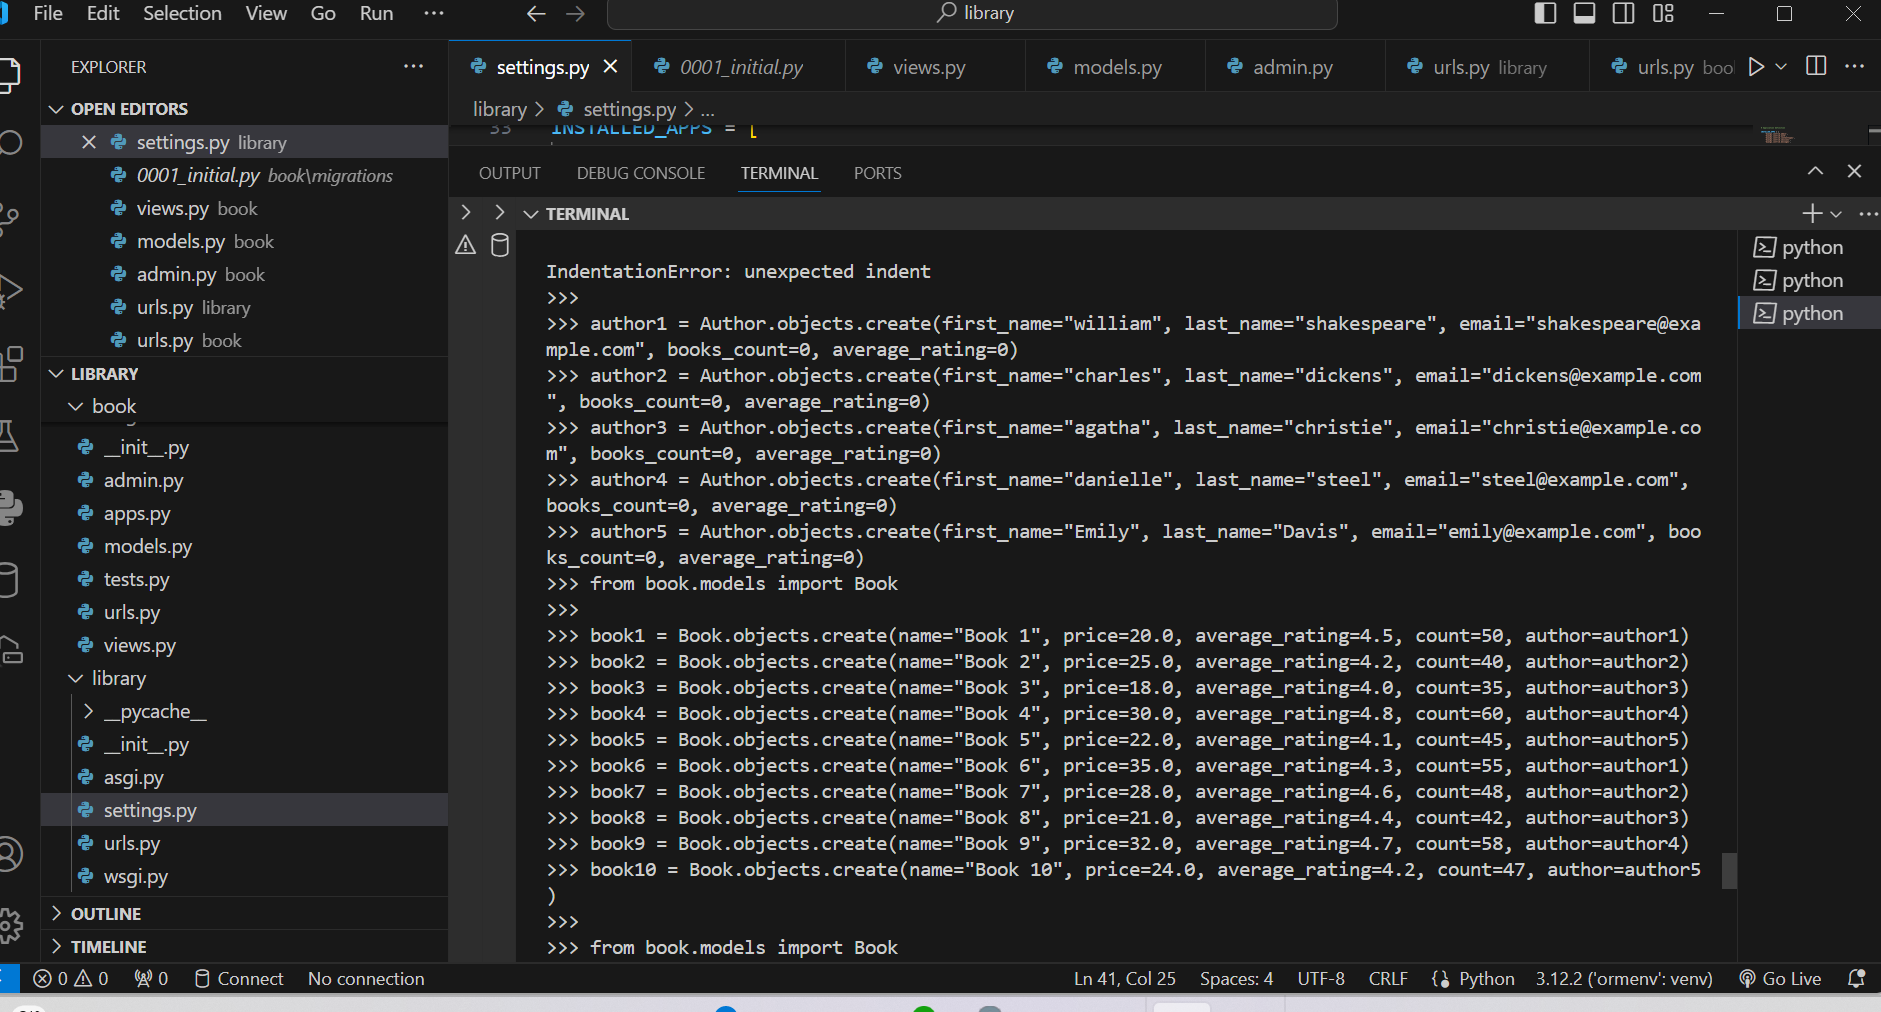 File Edit Selection View Go Run ··· library
EXPLORER ···
OPEN EDITORS
settings.py library
0001_initial.py book\migrations
views.py book
models.py book
admin.py book
urls.py library
urls.py book
LIBRARY
book
__init__.py
admin.py
apps.py
models.py
tests.py
urls.py
views.py
library
__pycache__
__init__.py
asgi.py
settings.py
urls.py
wsgi.py
OUTLINE
TIMELINE
settings.py 0001_initial.py views.py models.py admin.py urls.py library urls.py
library > settings.py > ...
33 INSTALLED_APPS = [
OUTPUT DEBUG CONSOLE TERMINAL PORTS
TERMINAL
IndentationError: unexpected indent
>>>
>>> author1 = Author.objects.create(first_name="william", last_name="shakespeare", email="shakespeare@exa
mple.com", books_count=0, average_rating=0)
>>> author2 = Author.objects.create(first_name="charles", last_name="dickens", email="dickens@example.com
", books_count=0, average_rating=0)
>>> author3 = Author.objects.create(first_name="agatha", last_name="christie", email="christie@example.co
m", books_count=0, average_rating=0)
>>> author4 = Author.objects.create(first_name="danielle", last_name="steel", email="steel@example.com",
books_count=0, average_rating=0)
>>> author5 = Author.objects.create(first_name="Emily", last_name="Davis", email="emily@example.com", boo
ks_count=0, average_rating=0)
>>> from book.models import Book
>>>
>>> book1 = Book.objects.create(name="Book 1", price=20.0, average_rating=4.5, count=50, author=author1)
>>> book2 = Book.objects.create(name="Book 2", price=25.0, average_rating=4.2, count=40, author=author2)
>>> book3 = Book.objects.create(name="Book 3", price=18.0, average_rating=4.0, count=35, author=author3)
>>> book4 = Book.objects.create(name="Book 4", price=30.0, average_rating=4.8, count=60, author=author4)
>>> book5 = Book.objects.create(name="Book 5", price=22.0, average_rating=4.1, count=45, author=author5)
>>> book6 = Book.objects.create(name="Book 6", price=35.0, average_rating=4.3, count=55, author=author1)
>>> book7 = Book.objects.create(name="Book 7", price=28.0, average_rating=4.6, count=48, author=author2)
>>> book8 = Book.objects.create(name="Book 8", price=21.0, average_rating=4.4, count=42, author=author3)
>>> book9 = Book.objects.create(name="Book 9", price=32.0, average_rating=4.7, count=58, author=author4)
>>> book10 = Book.objects.create(name="Book 10", price=24.0, average_rating=4.2, count=47, author=author5
)
>>>
>>> from book.models import Book
python
python
python
0 0 0 Connect No connection Ln 41, Col 25 Spaces: 4 UTF-8 CRLF Python 3.12.2 ('ormenv': venv) Go Live